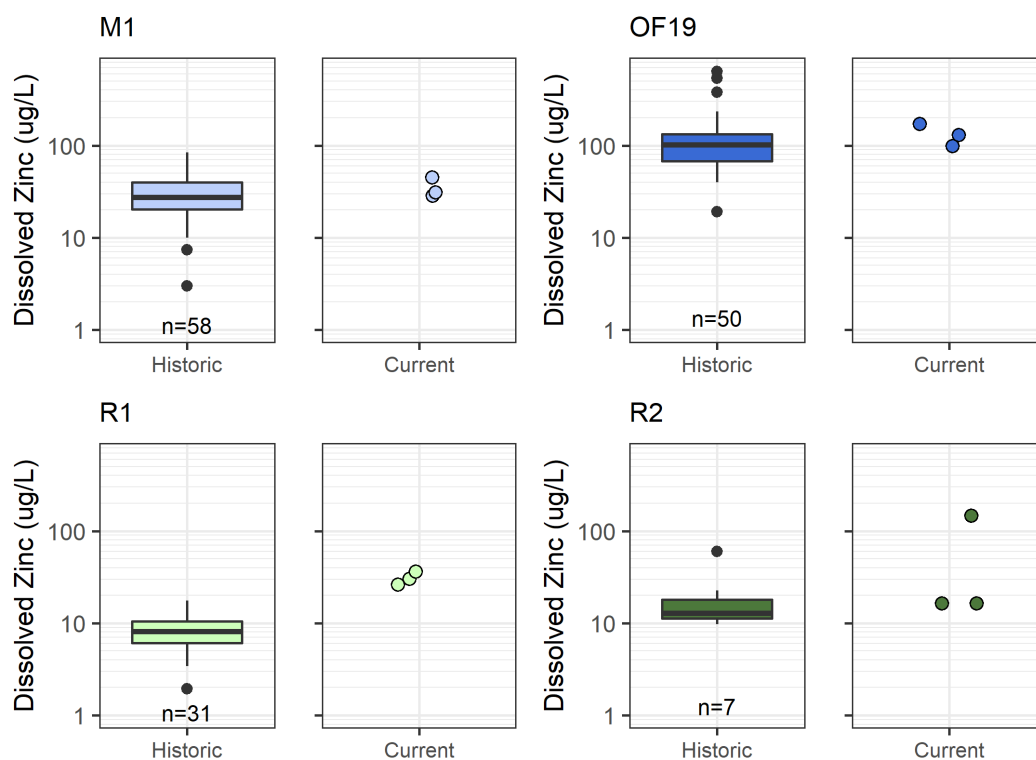 M1
Dissolved Zinc (ug/L)
100
10
1
n=58
Historic
Current
OF19
Dissolved Zinc (ug/L)
100
10
1
n=50
Historic
Current
R1
Dissolved Zinc (ug/L)
100
10
1
n=31
Historic
Current
R2
Dissolved Zinc (ug/L)
100
10
1
n=7
Historic
Current